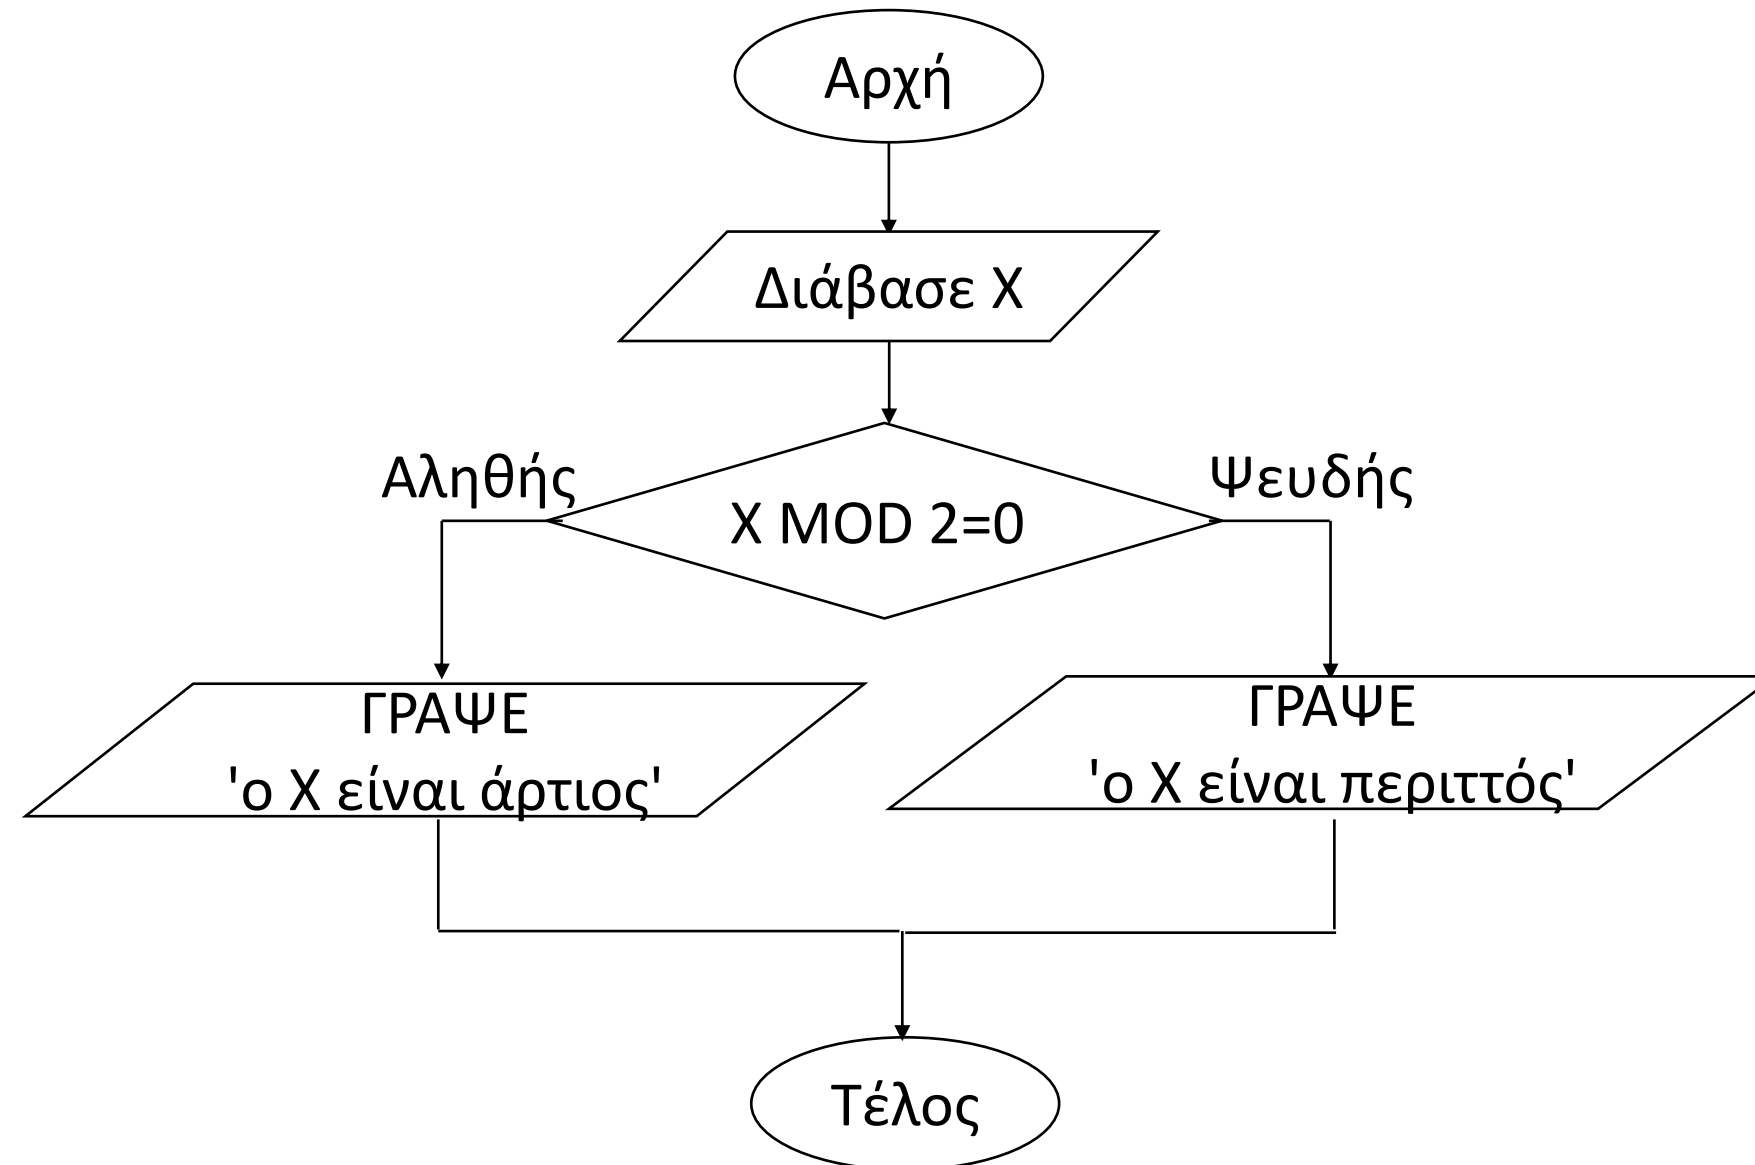 Αρχή
Διάβασε Χ
Αληθής
Ψευδής
X MOD 2=0
ΓΡΑΨΕ
'ο Χ είναι άρτιος'
ΓΡΑΨΕ
'ο Χ είναι περιττός'
Τέλος